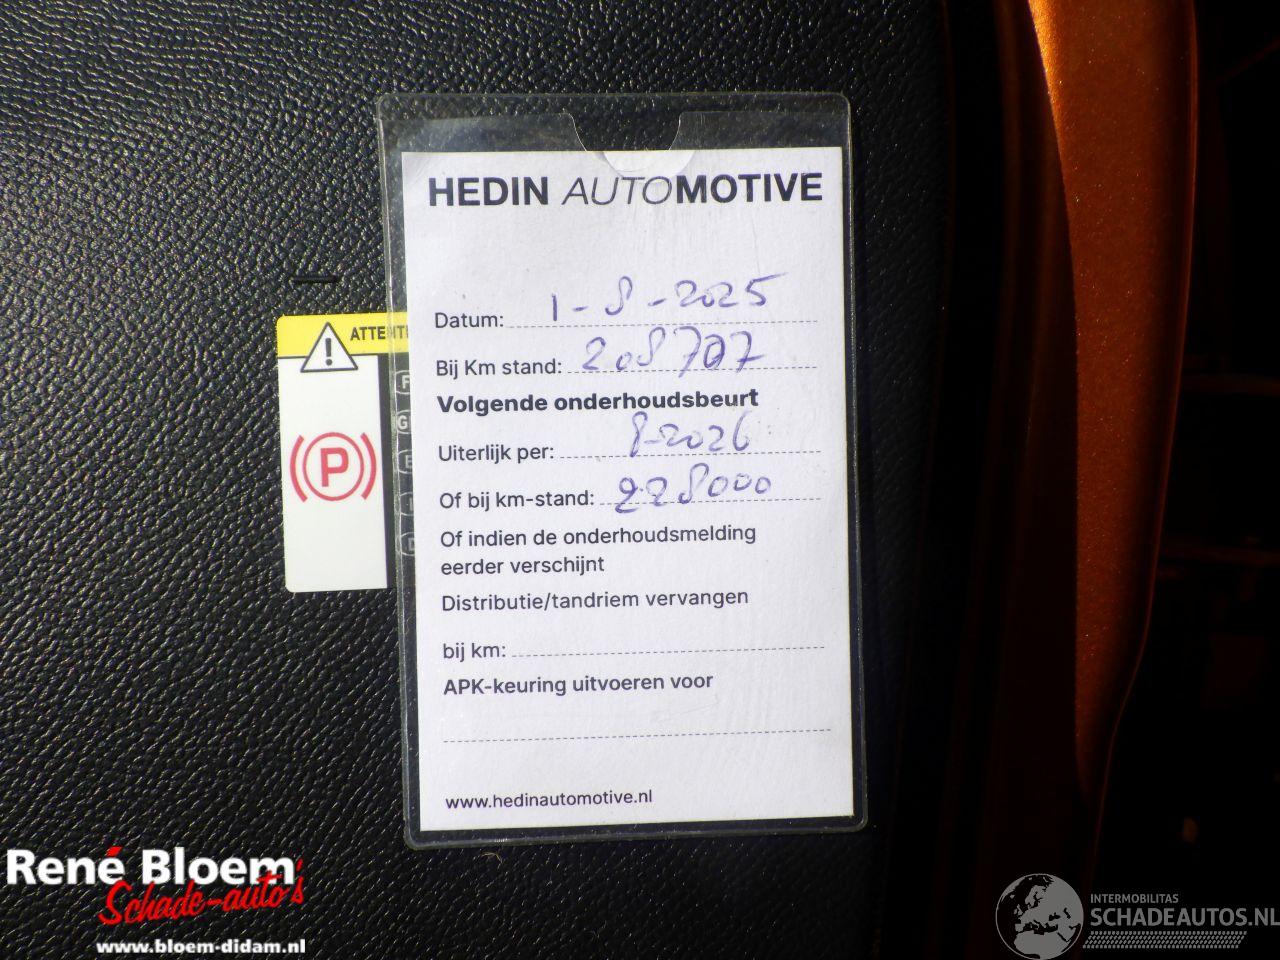 HEDIN AUTOMOTIVE
Datum: 1-8-2025
Bij Km stand: 208707
Volgende onderhoudsbeurt
Uiterlijk per: 8-2026
Of bij km-stand: 228000
Of indien de onderhoudsmelding
eerder verschijnt
Distributie/tandriem vervangen
bij km:
APK-keuring uitvoeren voor
www.hedinautomotive.nl
ATTENTI
P
F
G
E
I
D
René Bloem
Schade-auto's
www.bloem-didam.nl
INTERMOBILITAS
SCHADEAUTOS.NL